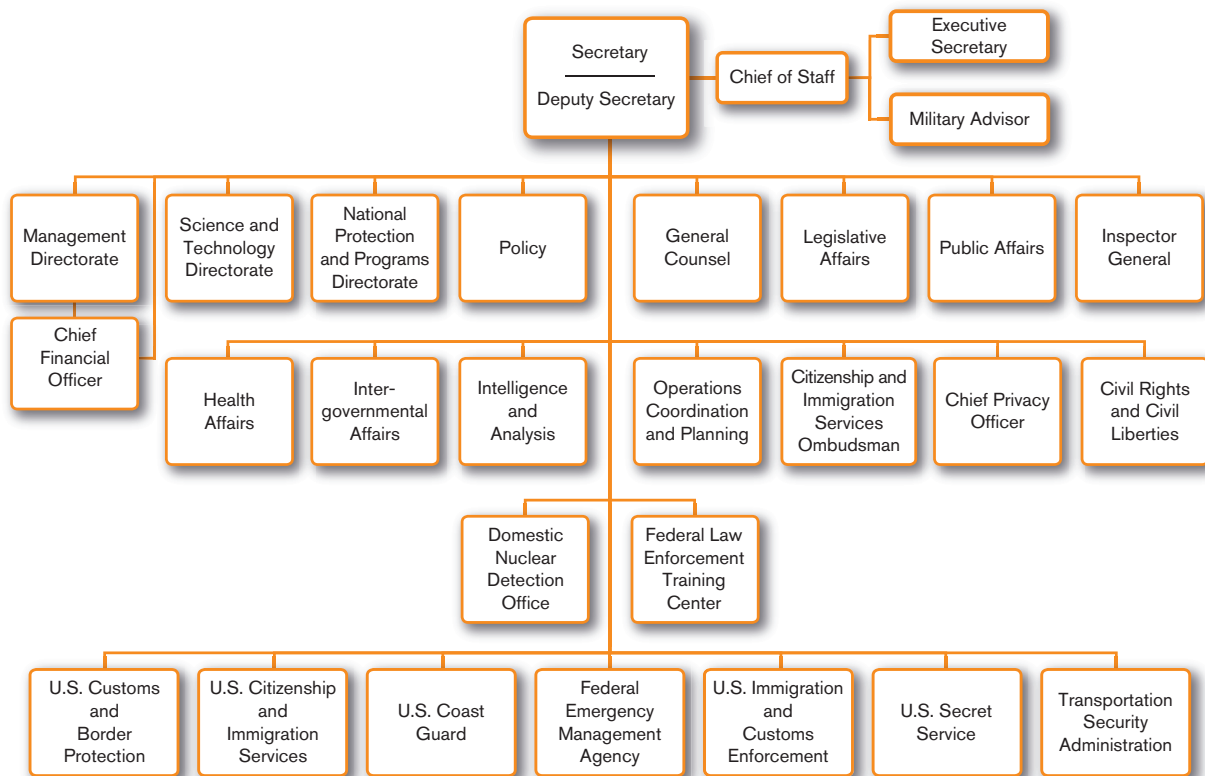 Secretary
Deputy Secretary
Chief of Staff
Executive
Secretary
Military Advisor
Management
Directorate
Science and
Technology
Directorate
National
Protection
and Programs
Directorate
Policy
General
Counsel
Legislative
Affairs
Public Affairs
Inspector
General
Chief
Financial
Officer
Health
Affairs
Inter-
governmental
Affairs
Intelligence
and
Analysis
Operations
Coordination
and Planning
Citizenship and
Immigration
Services
Ombudsman
Chief Privacy
Officer
Civil Rights
and Civil
Liberties
Domestic
Nuclear
Detection
Office
Federal Law
Enforcement
Training
Center
U.S. Customs
and
Border
Protection
U.S. Citizenship
and
Immigration
Services
U.S. Coast
Guard
Federal
Emergency
Management
Agency
U.S. Immigration
and
Customs
Enforcement
U.S. Secret
Service
Transportation
Security
Administration